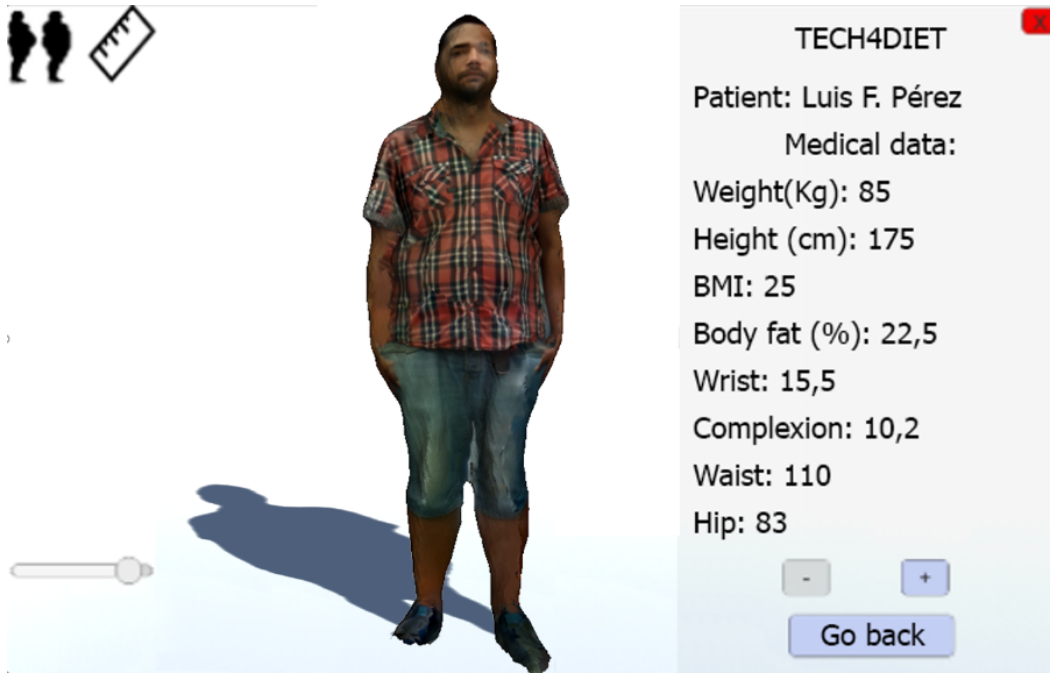 TECH4DIET
X
Patient: Luis F. Pérez
Medical data:
Weight(Kg): 85
Height (cm): 175
BMI: 25
Body fat (%): 22,5
Wrist: 15,5
Complexion: 10,2
Waist: 110
Hip: 83
- +
Go back